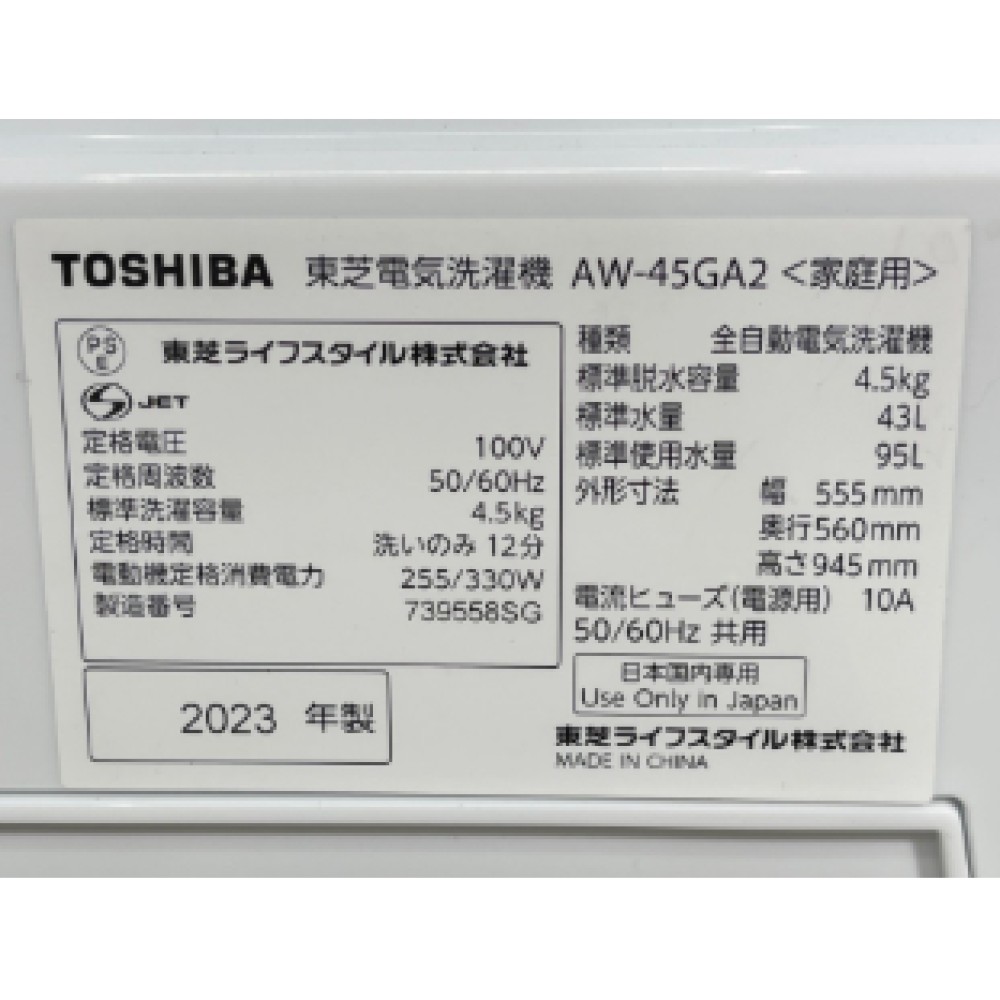 TOSHIBA 東芝電気洗濯機 AW-45GA2 <家庭用>
PSE 東芝ライフスタイル株式会社
S JET
定格電圧 100V
定格周波数 50/60Hz
標準洗濯容量 4.5kg
定格時間 洗いのみ 12分
電動機定格消費電力 255/330W
製造番号 739558SG
2023 年製
種類 全自動電気洗濯機
標準脱水容量 4.5kg
標準水量 43L
標準使用水量 95L
外形寸法 幅 555mm
奥行560mm
高さ945mm
電流ヒューズ(電源用) 10A
50/60Hz 共用
日本国内専用
Use Only in Japan
東芝ライフスタイル株式会社
MADE IN CHINA